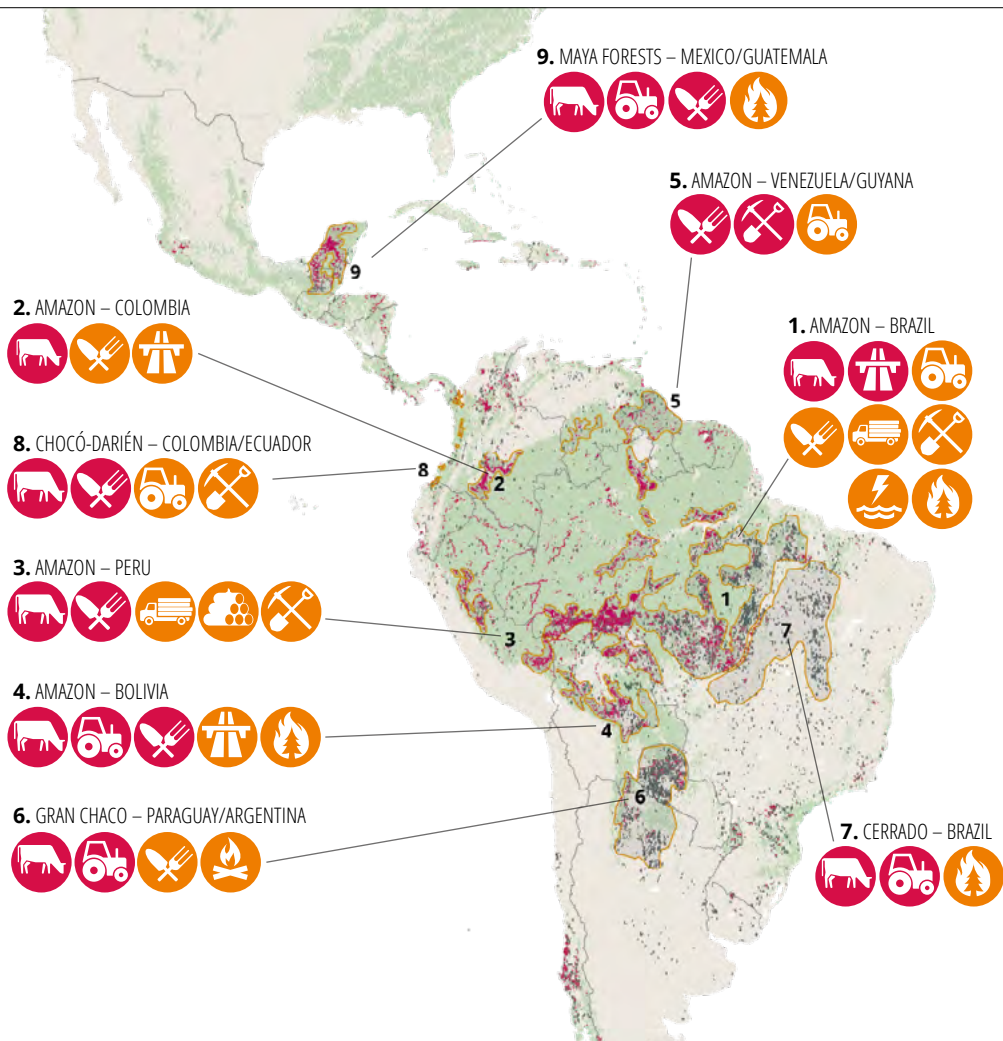 9. MAYA FORESTS – MEXICO/GUATEMALA
5. AMAZON – VENEZUELA/GUYANA
9
2. AMAZON – COLOMBIA
1. AMAZON – BRAZIL
5
8. CHOCÓ-DARIÉN – COLOMBIA/ECUADOR
8
2
3. AMAZON – PERU
1
7
3
4. AMAZON – BOLIVIA
4
6. GRAN CHACO – PARAGUAY/ARGENTINA
6
7. CERRADO – BRAZIL